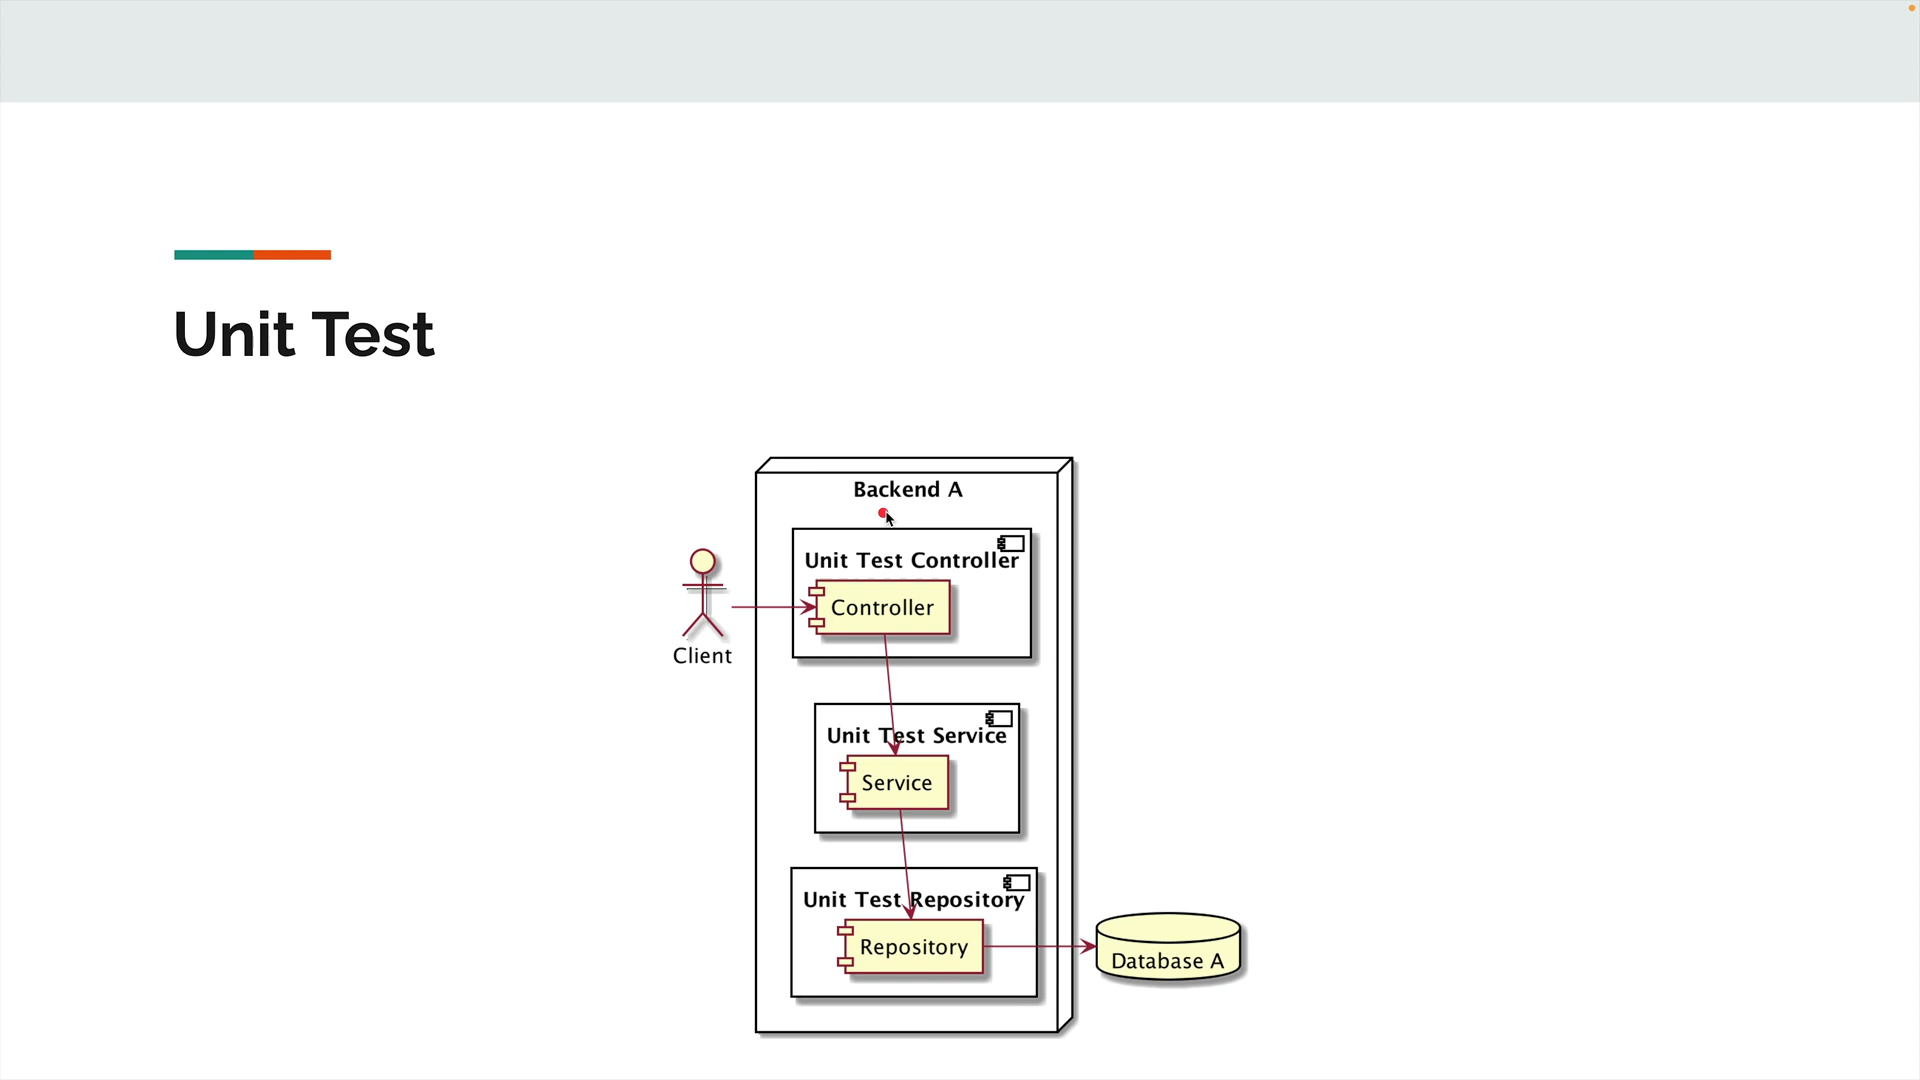 Unit Test
Backend A
Unit Test Controller
Controller
Client
Unit Test Service
Service
Unit Test Repository
Repository
Database A